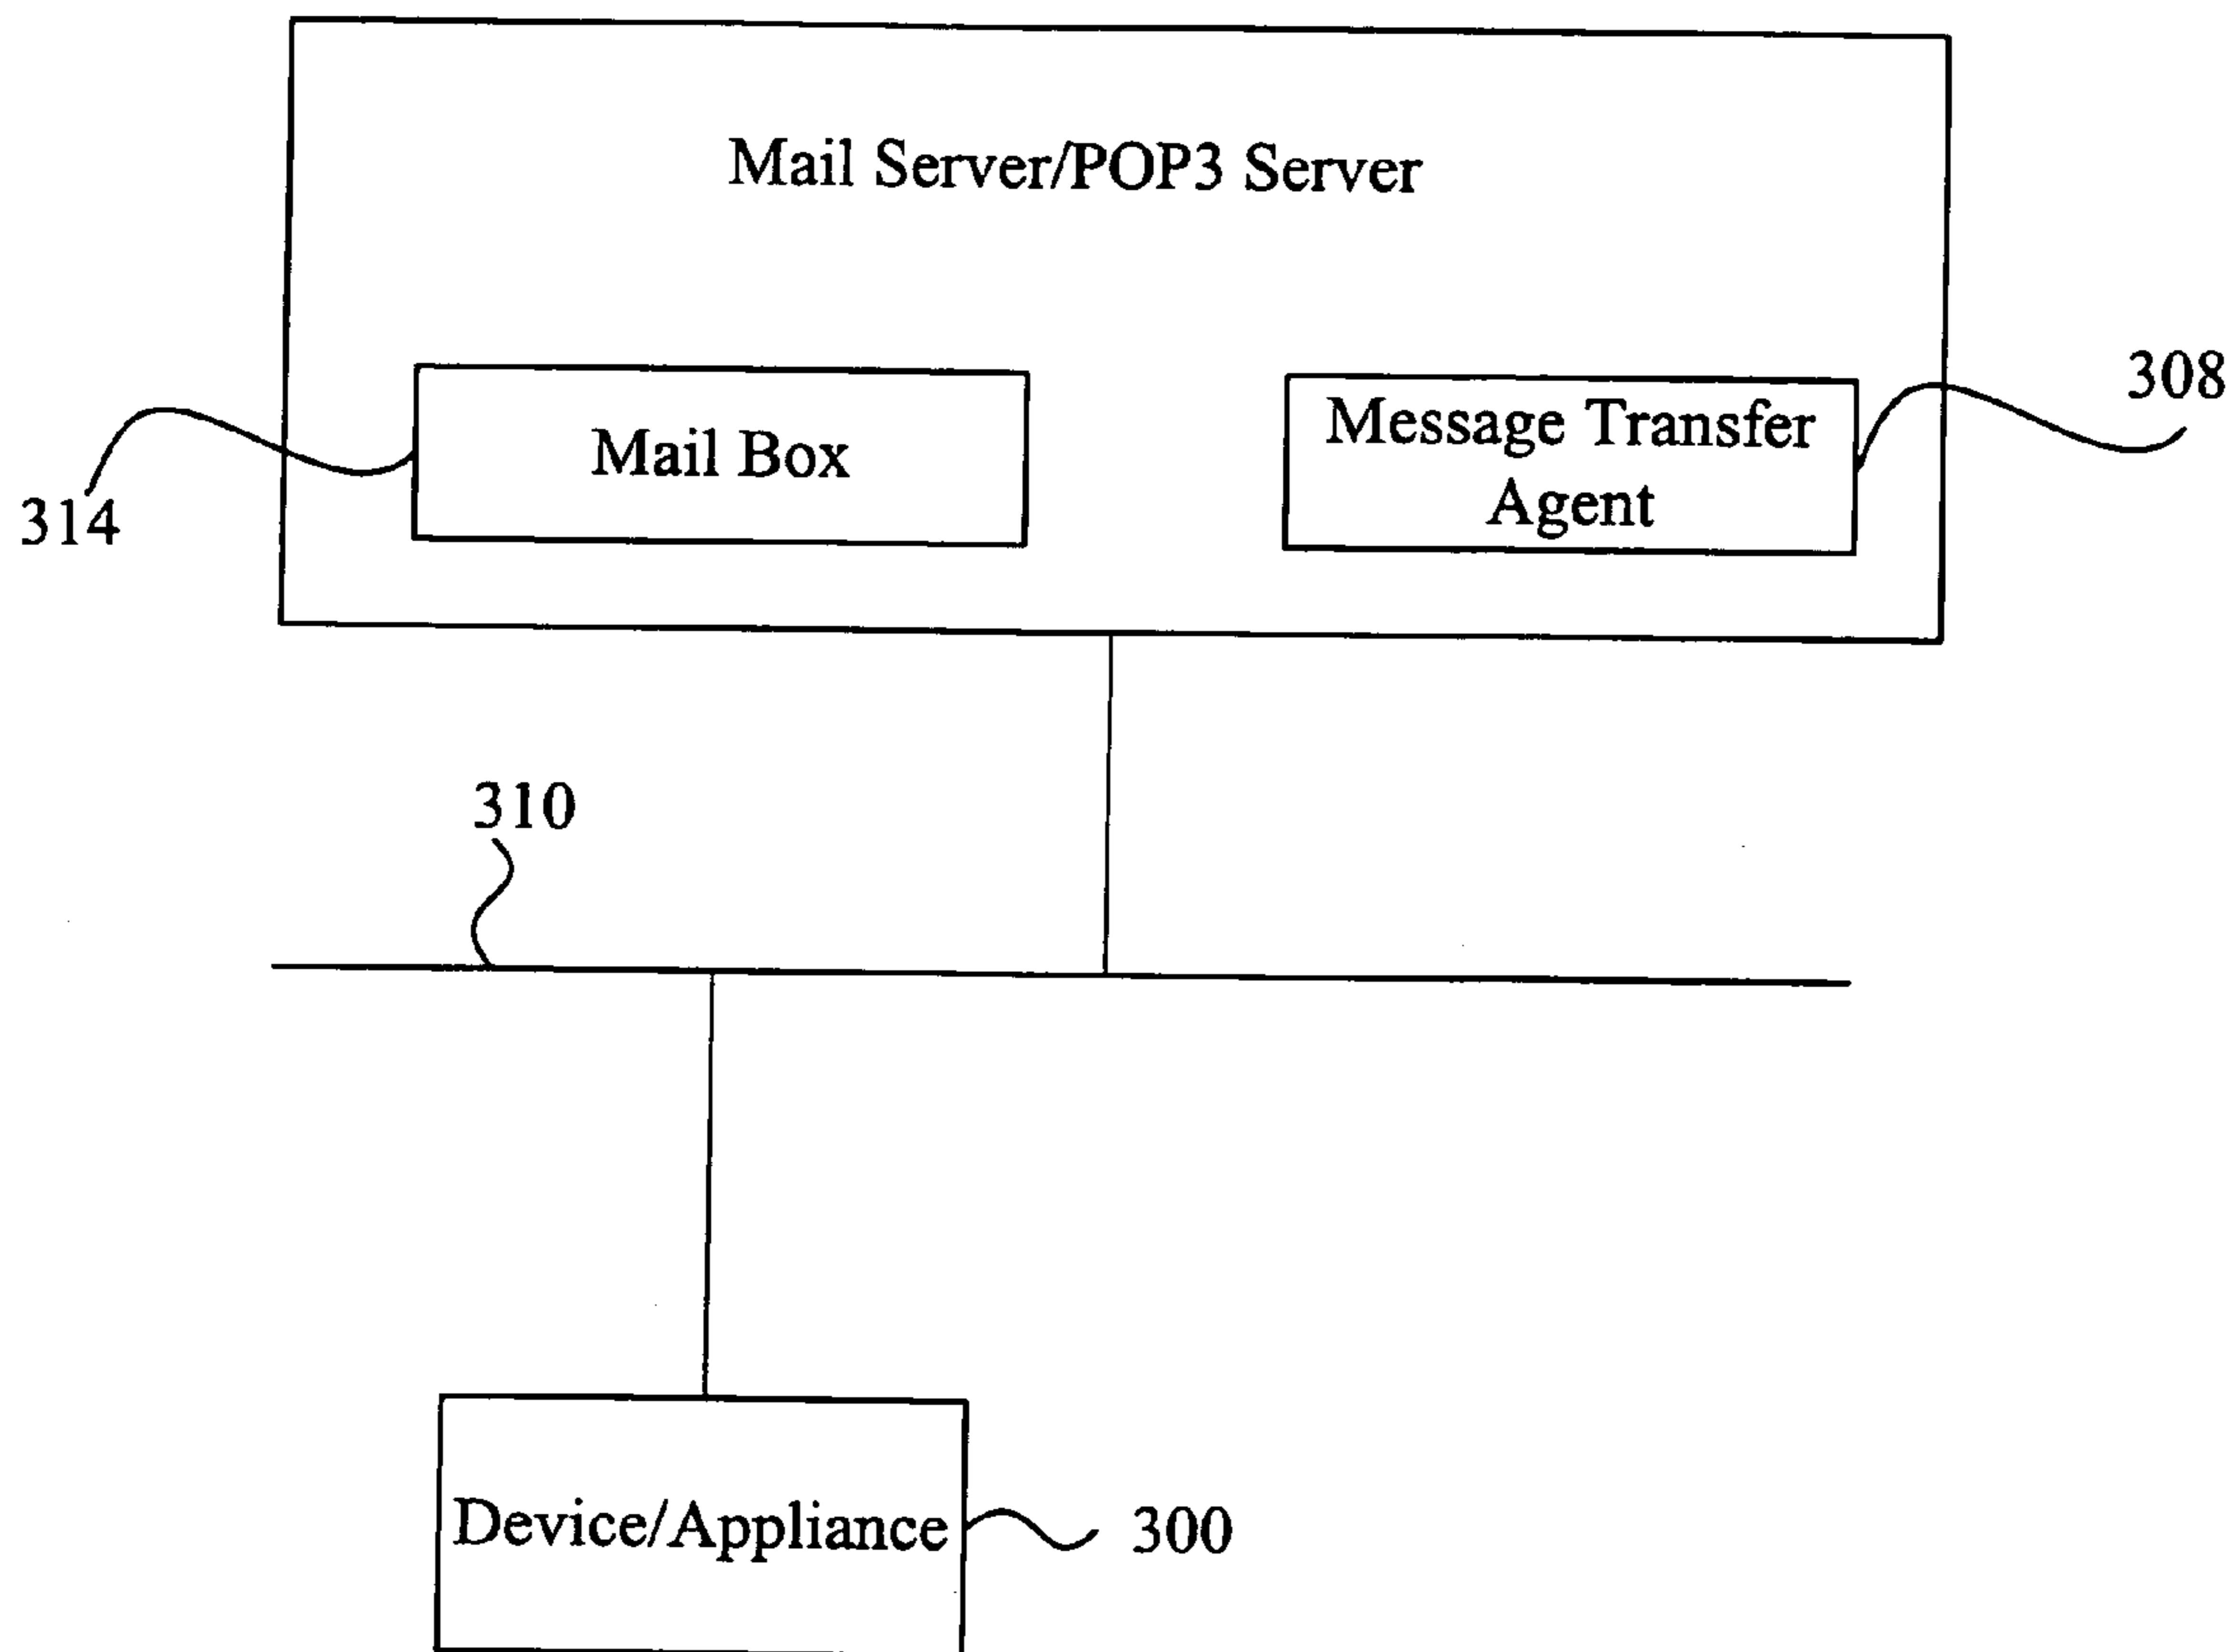 Mail Server/POP3 Server
308
Message Transfer
Agent
Mail Box
314
310
Device/Appliance
300